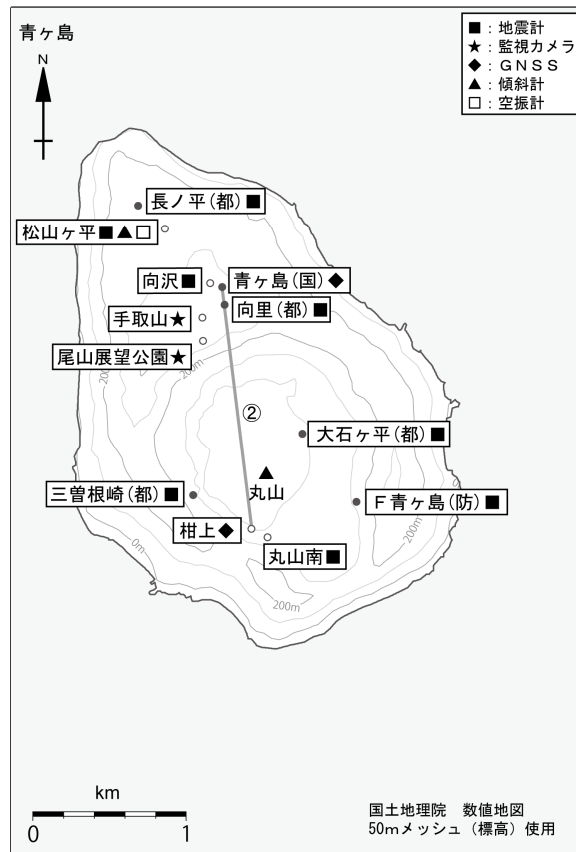 青ヶ島
N
■：地震計
★：監視カメラ
◆：ＧＮＳＳ
▲：傾斜計
□：空振計
長ノ平(都)■
松山ヶ平■▲□
向沢■
青ヶ島(国)◆
向里(都)■
手取山★
尾山展望公園★
200m
200m
②
大石ヶ平(都)■
丸山
三曽根崎(都)■
Ｆ青ヶ島(防)■
柑上◆
丸山南■
0m
200m
200m
km
0 1
国土地理院　数値地図
50mメッシュ（標高）使用